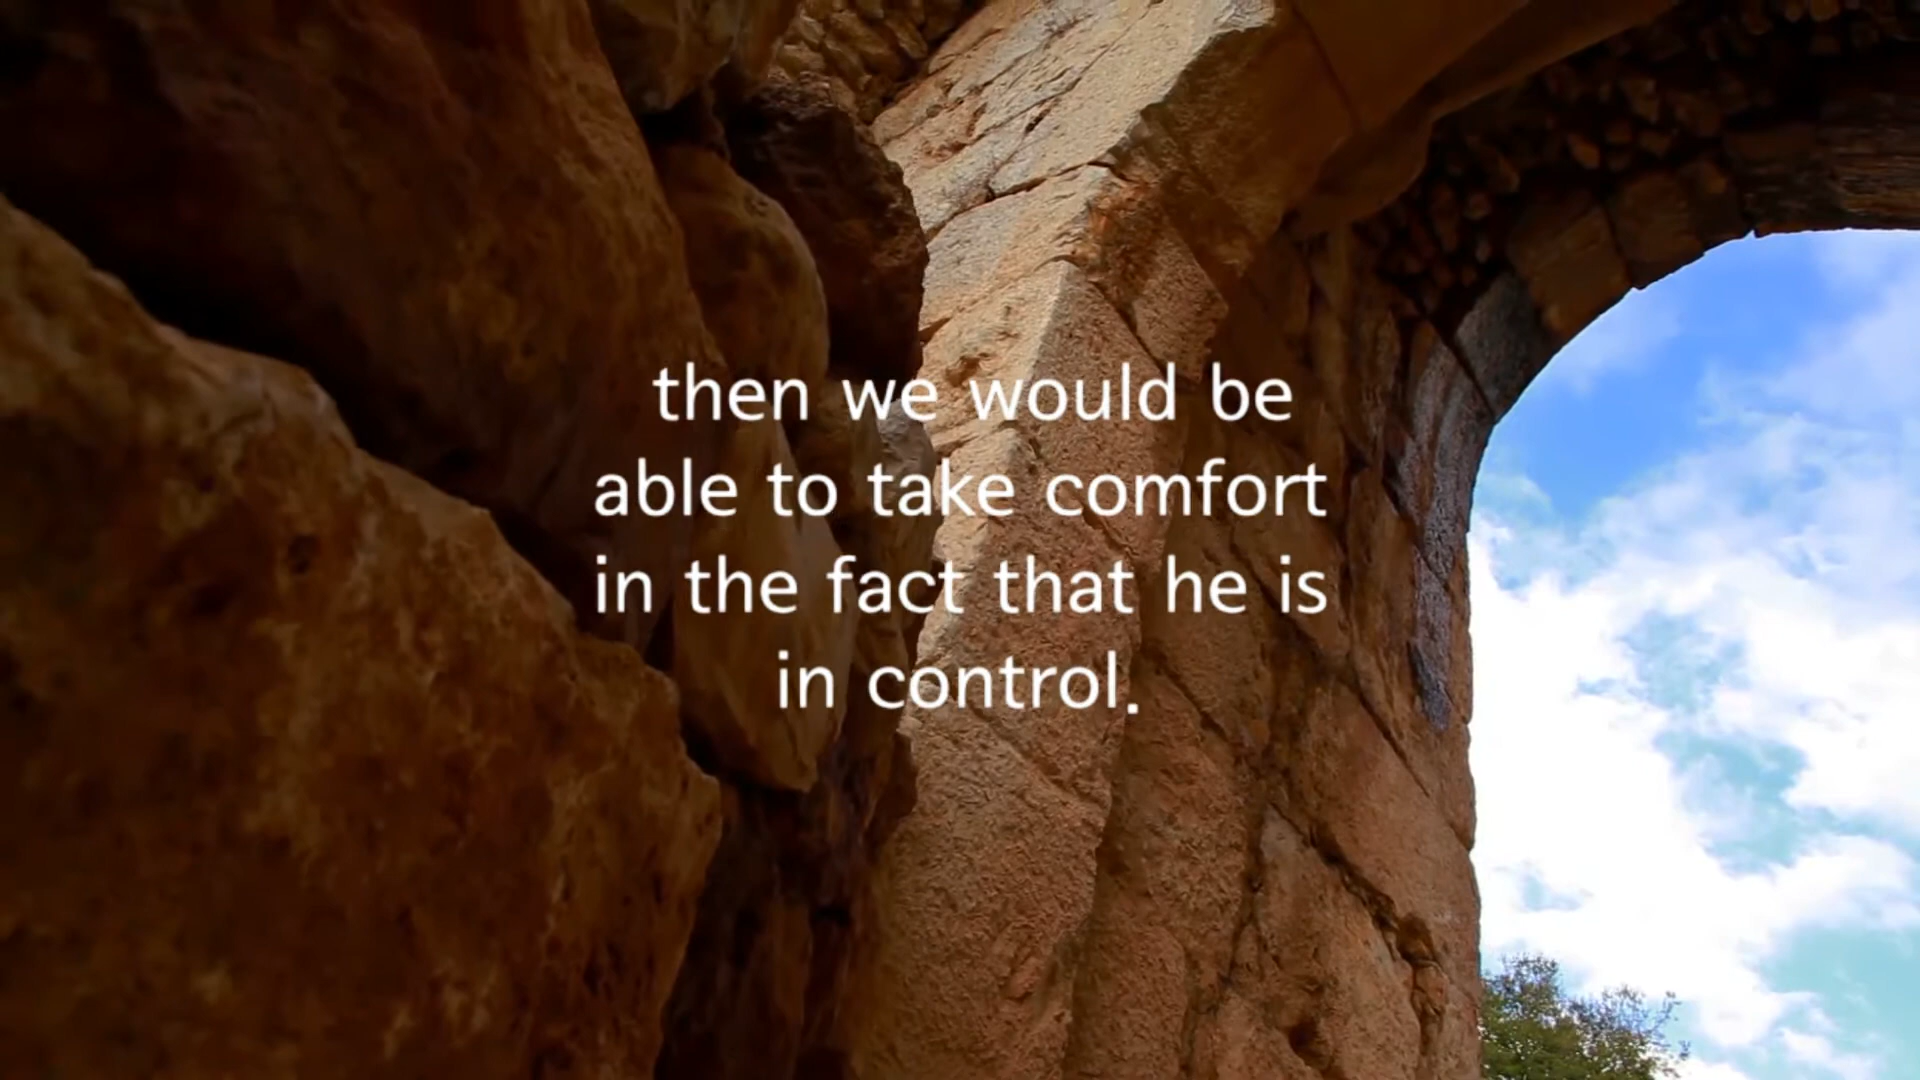 then we would be
able to take comfort
in the fact that he is
in control.